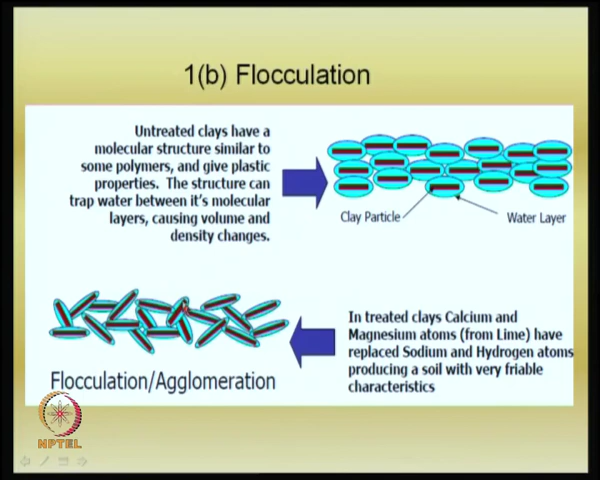 1(b) Flocculation
Untreated clays have a
molecular structure similar to
some polymers, and give plastic
properties. The structure can
trap water between it's molecular
layers, causing volume and
density changes.
Clay Particle
Water Layer
In treated clays Calcium and
Magnesium atoms (from Lime) have
replaced Sodium and Hydrogen atoms
producing a soil with very friable
characteristics
Flocculation/Agglomeration
NPTEL